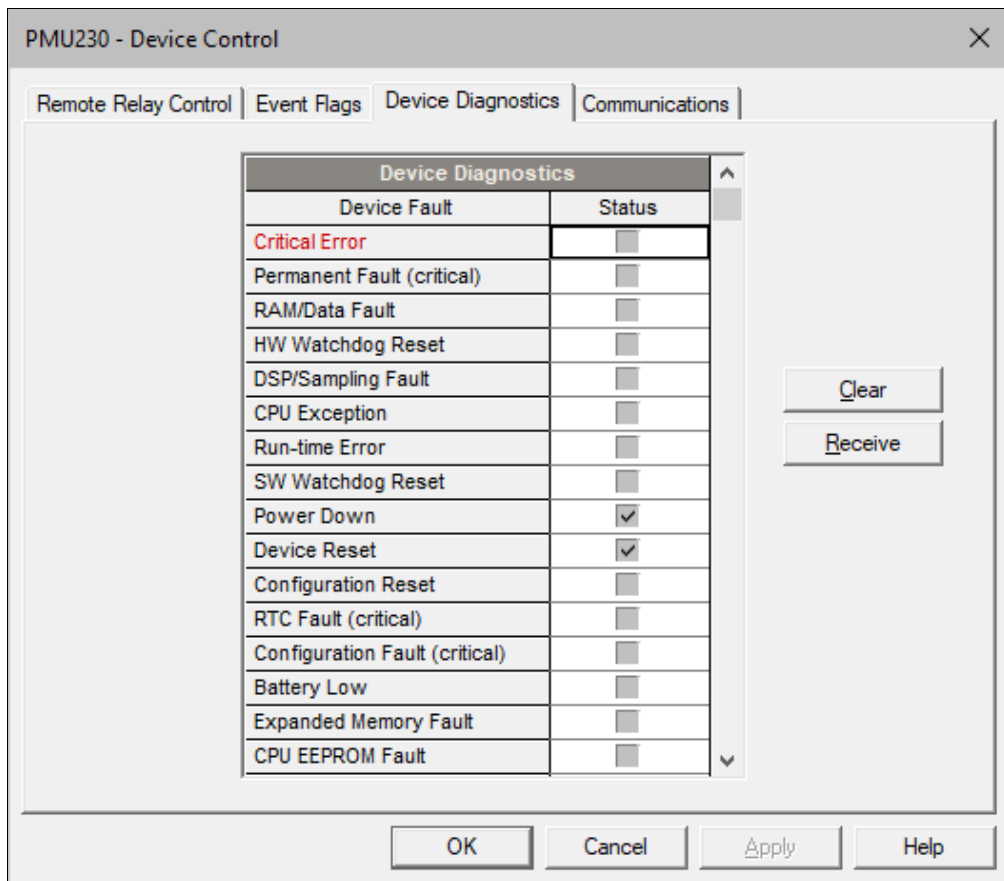 PMU230 - Device Control
Remote Relay Control Event Flags Device Diagnostics Communications
Device Diagnostics
Device Fault Status
Critical Error
Permanent Fault (critical)
RAM/Data Fault
HW Watchdog Reset
DSP/Sampling Fault
CPU Exception
Run-time Error
SW Watchdog Reset
Power Down
Device Reset
Configuration Reset
RTC Fault (critical)
Configuration Fault (critical)
Battery Low
Expanded Memory Fault
CPU EEPROM Fault
Clear
Receive
OK Cancel Apply Help